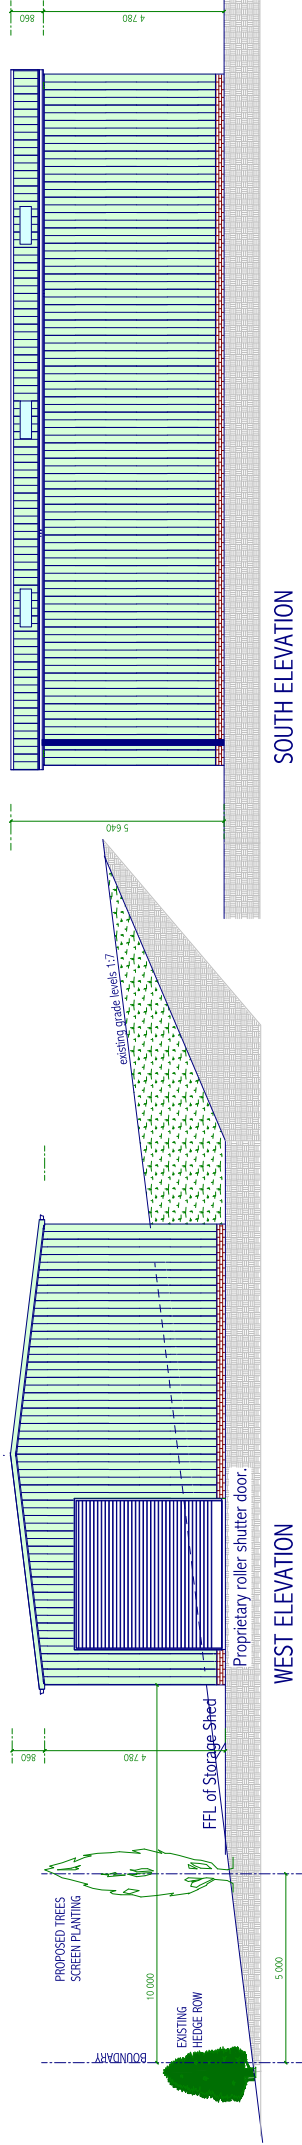 PROPOSED TREES
SCREEN PLANTING
BOUNDARY
EXISTING
HEDGE ROW
10 000
5 000
860
4 780
FFL of Storage Shed
Proprietary roller shutter door.
WEST ELEVATION
existing grade levels 1:7
5 640
860
4 780
SOUTH ELEVATION